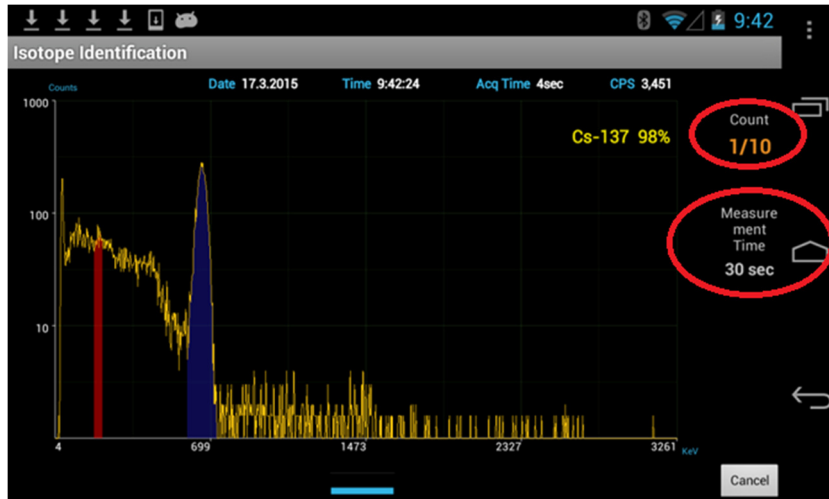 9:42
Isotope Identification
Counts
Date 17.3.2015 Time 9:42:24 Acq Time 4sec CPS 3,451
1000
Cs-137 98%
Count
1/10
100
Measure
ment
Time
30 sec
10
4 699 1473 2327 3261 KeV
Cancel